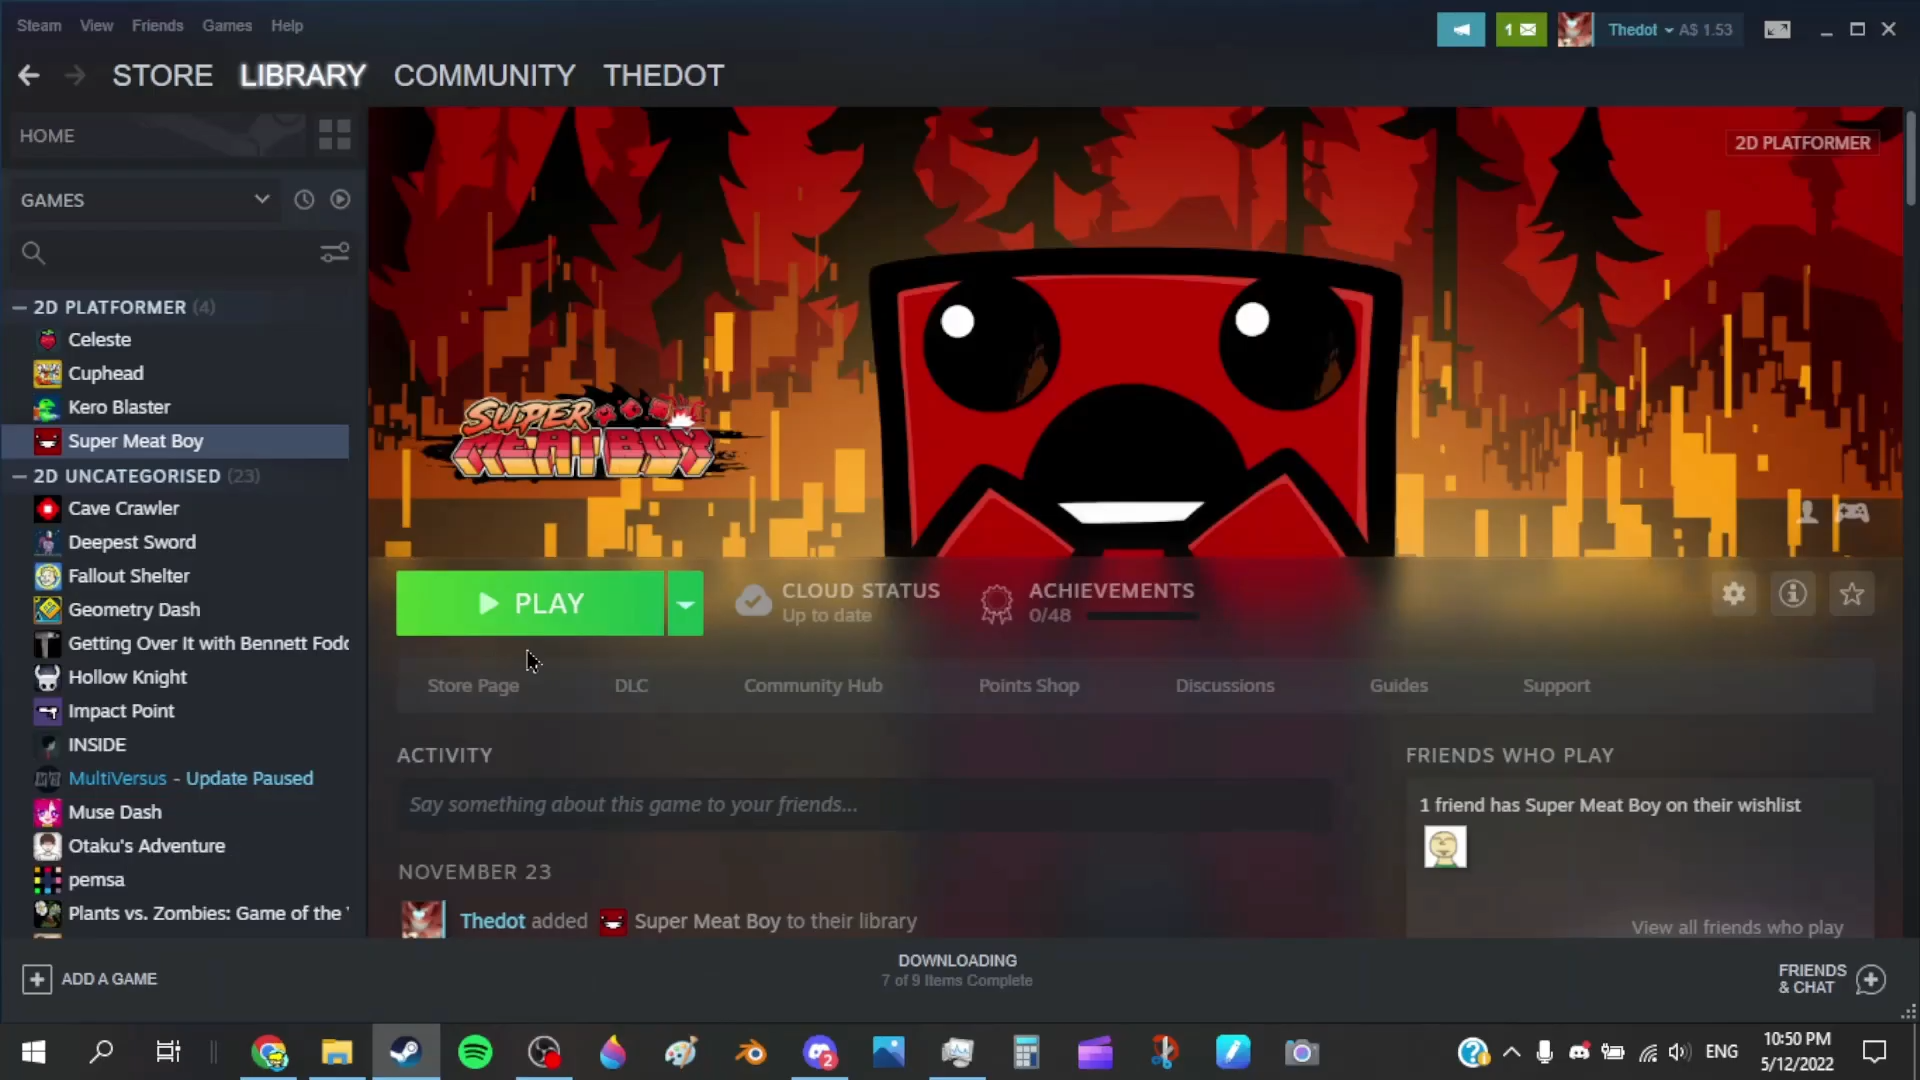 Steam View Friends Games Help
1
Thedot A$ 1.53
STORE LIBRARY COMMUNITY THEDOT
HOME
GAMES
2D PLATFORMER (4)
Celeste
Cuphead
Kero Blaster
Super Meat Boy
2D UNCATEGORISED (23)
Cave Crawler
Deepest Sword
Fallout Shelter
Geometry Dash
Getting Over It with Bennett Fodd
Hollow Knight
Impact Point
INSIDE
MultiVersus - Update Paused
Muse Dash
Otaku's Adventure
pemsa
Plants vs. Zombies: Game of the
2D PLATFORMER
SUPER
MEAT BOY
PLAY
CLOUD STATUS
Up to date
ACHIEVEMENTS
0/48
Store Page DLC Community Hub Points Shop Discussions Guides Support
ACTIVITY
Say something about this game to your friends...
NOVEMBER 23
Thedot added Super Meat Boy to their library
FRIENDS WHO PLAY
1 friend has Super Meat Boy on their wishlist
View all friends who play
ADD A GAME
DOWNLOADING
7 of 9 Items Complete
FRIENDS
& CHAT
2
ENG
10:50 PM
5/12/2022